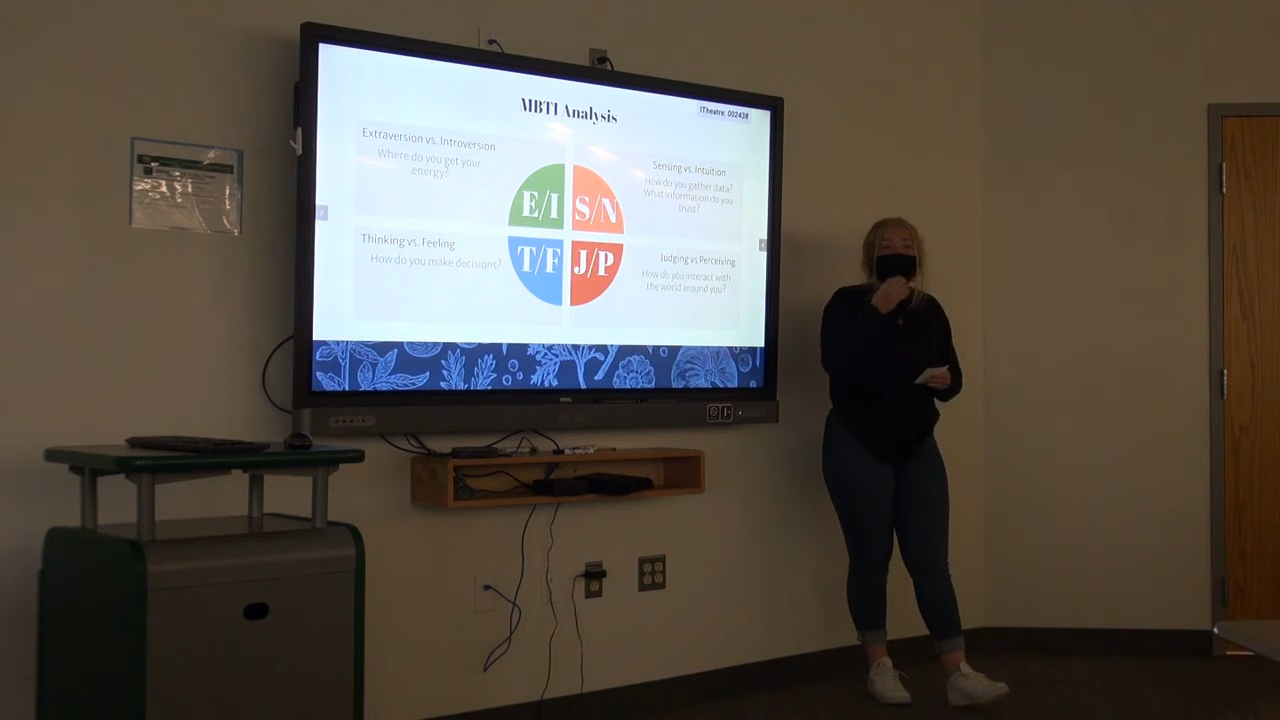 MBTI Analysis
ITheatre: 002438
Extraversion vs. Introversion
Where do you get your
energy?
Sensing vs. Intuition
How do you gather data?
What information do you
trust?
E/I
S/N
Thinking vs. Feeling
How do you make decisions?
T/F
J/P
Judging vs Perceiving
How do you interact with
the world around you?
BENQ